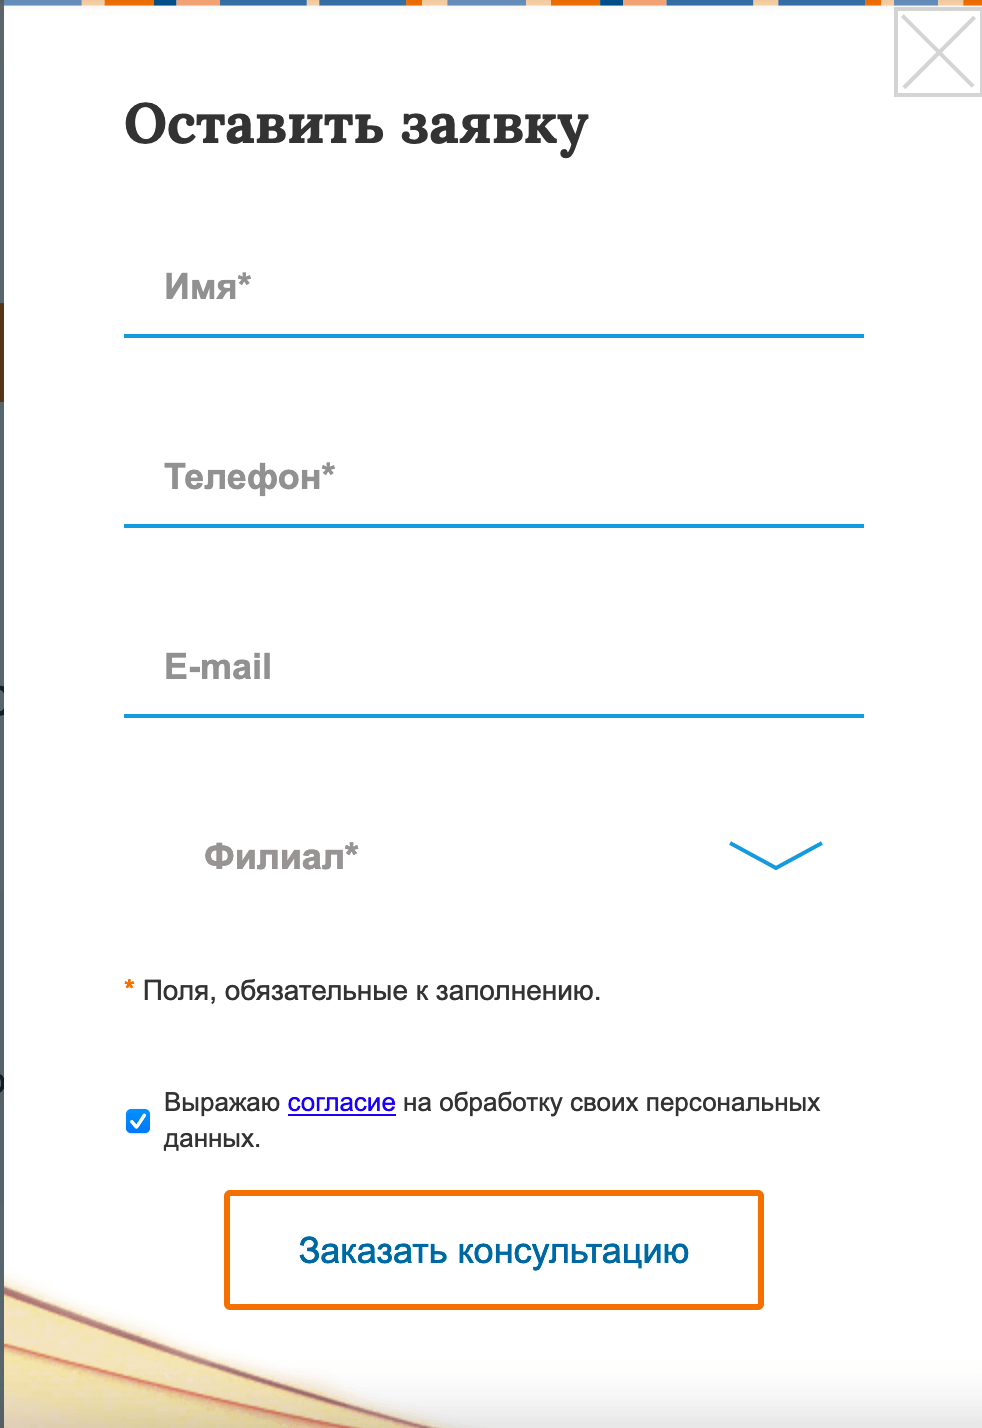 Оставить заявку
Имя*
Телефон*
E-mail
Филиал*
* Поля, обязательные к заполнению.
Выражаю согласие на обработку своих персональных
данных.
Заказать консультацию